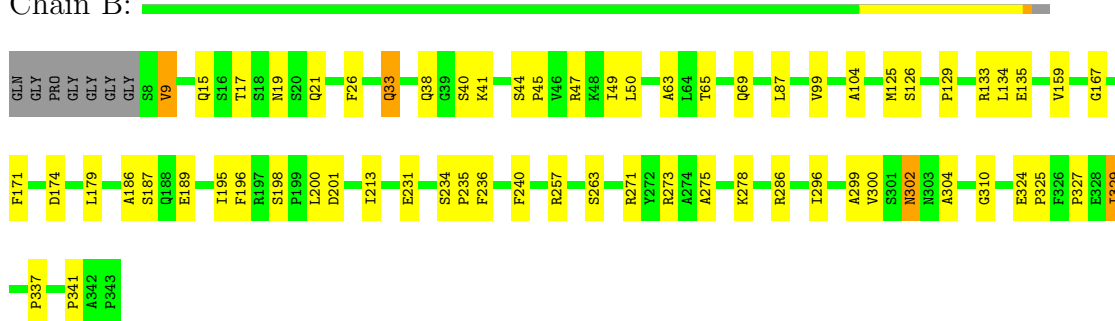 Chain B:
GLN GLY PRO GLY GLY GLY GLY S8 V9 Q15 S16 T17 S18 N19 S20 Q21 F26 Q33 Q38 G39 S40 K41 S44 P45 V46 R47 K48 I49 L50 A63 L64 T65 Q69 L87 V99 A104 M125 S126 P129 R133 L134 E135 V159 G167
F171 D174 L179 A186 S187 Q188 E189 I195 F196 R197 S198 P199 L200 D201 I213 E231 S234 P235 F236 F240 R257 S263 R271 Y272 R273 A274 A275 K278 R286 I296 A299 V300 S301 N302 N303 A304 G310 E324 P325 F326 P327 E328 I329
P337 P341 A342 P343